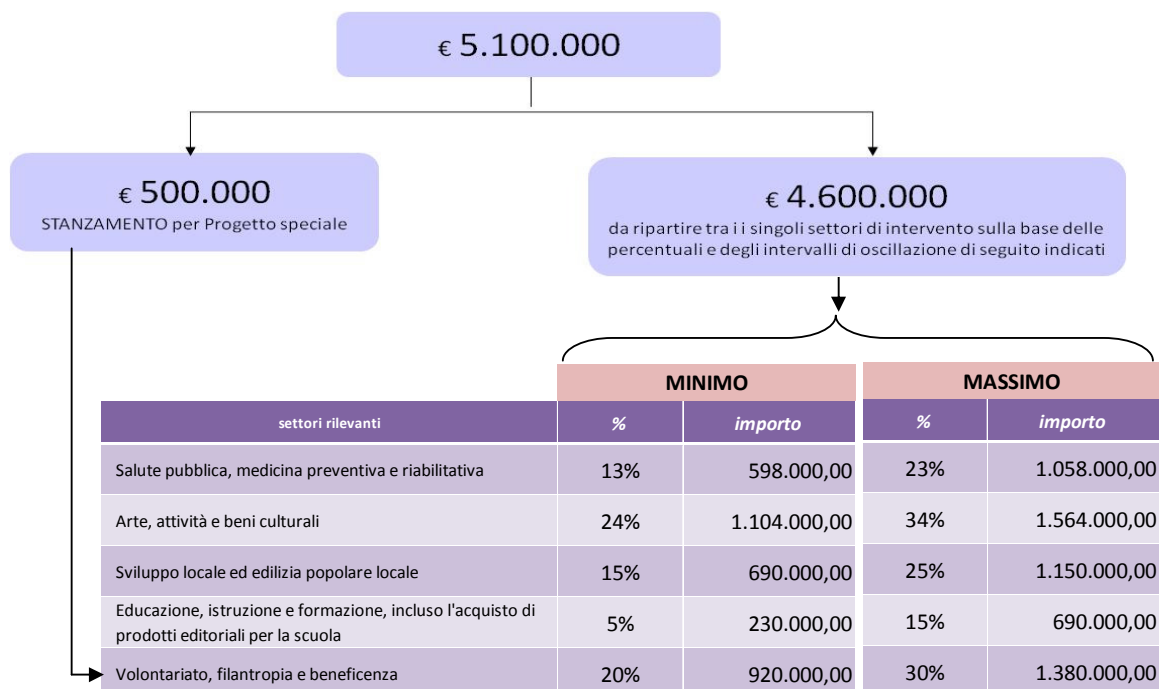 € 5.100.000
€ 500.000
STANZAMENTO per Progetto speciale
€ 4.600.000
da ripartire tra i i singoli settori di intervento sulla base delle
percentuali e degli intervalli di oscillazione di seguito indicati
MINIMO MASSIMO
settori rilevanti % importo % importo
Salute pubblica, medicina preventiva e riabilitativa 13% 598.000,00 23% 1.058.000,00
Arte, attività e beni culturali 24% 1.104.000,00 34% 1.564.000,00
Sviluppo locale ed edilizia popolare locale 15% 690.000,00 25% 1.150.000,00
Educazione, istruzione e formazione, incluso l'acquisto di
prodotti editoriali per la scuola 5% 230.000,00 15% 690.000,00
Volontariato, filantropia e beneficenza 20% 920.000,00 30% 1.380.000,00